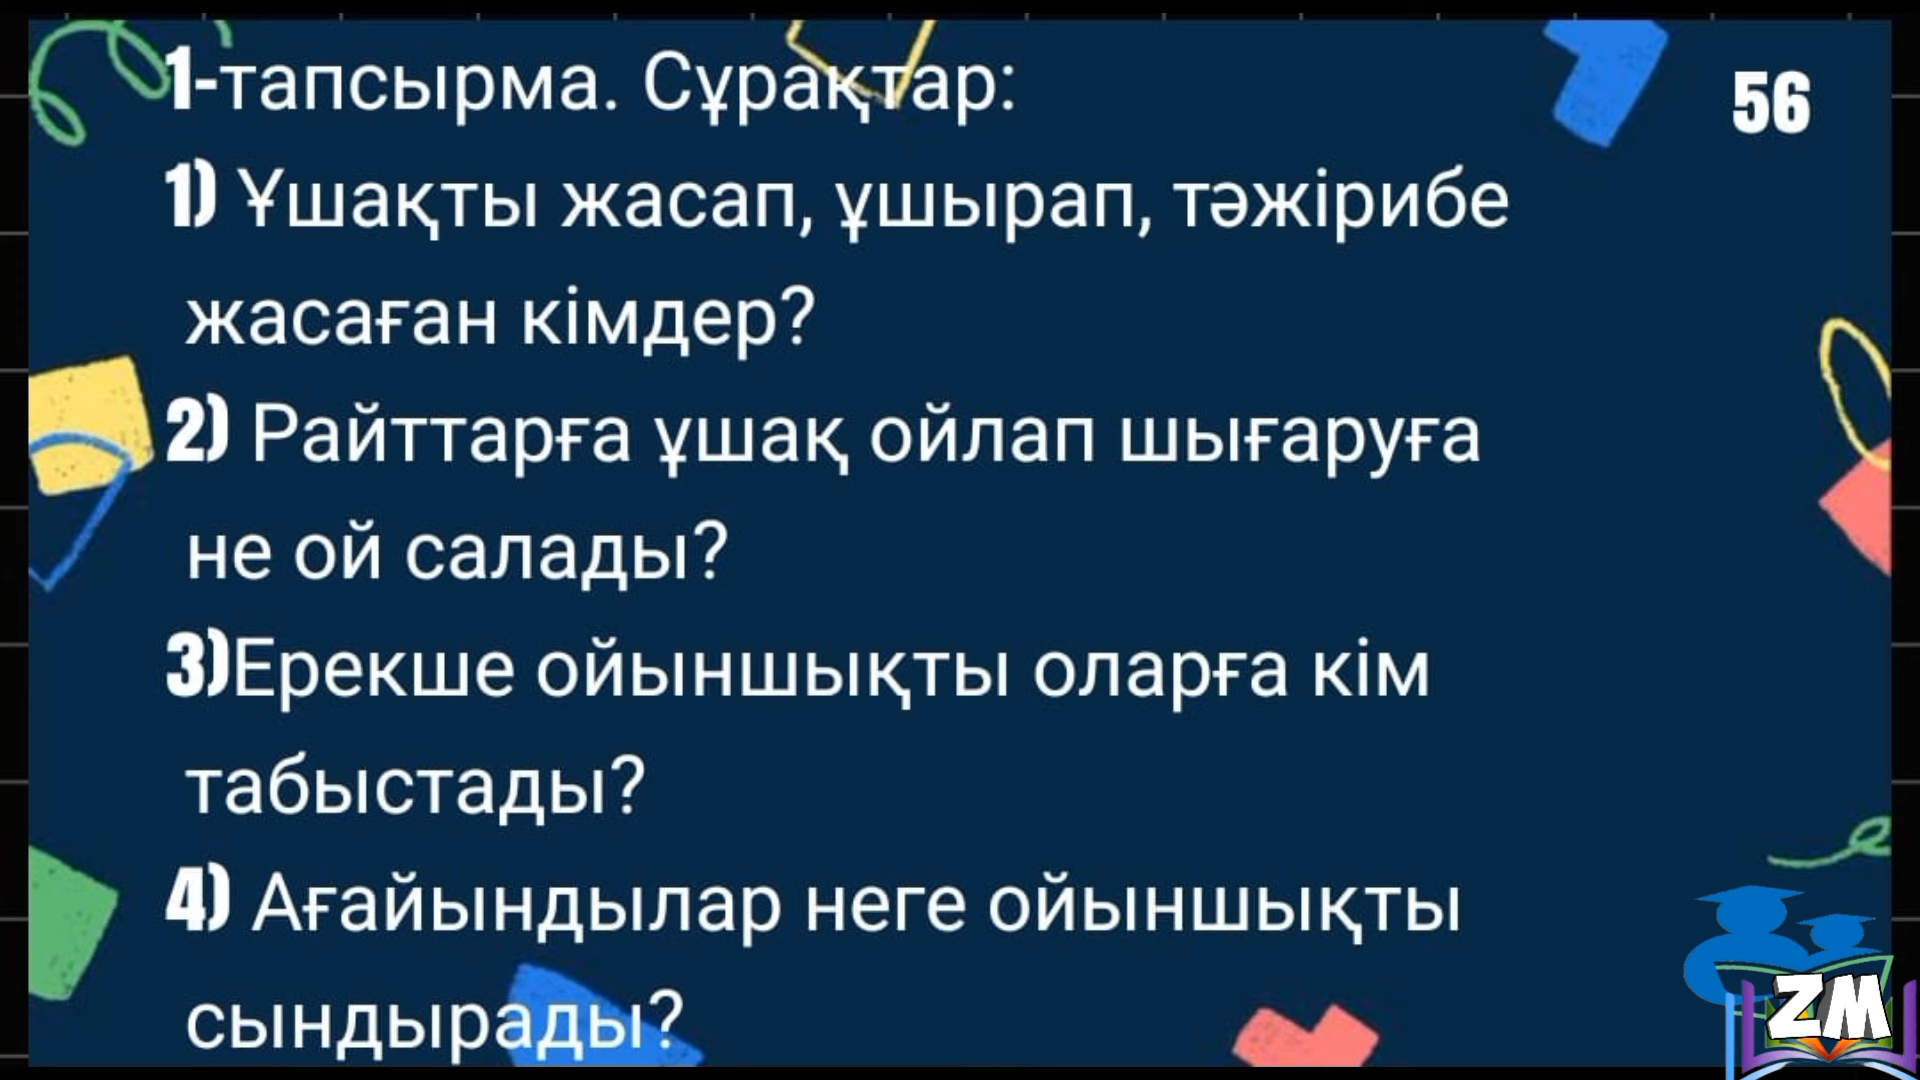 1-тапсырма. Сұрақтар:
56
1) Ұшақты жасап, ұшырап, тәжірибе
жасаған кімдер?
2) Райттарға ұшақ ойлап шығаруға
не ой салады?
3)Ерекше ойыншықты оларға кім
табыстады?
4) Ағайындылар неге ойыншықты
сындырады?
ZM